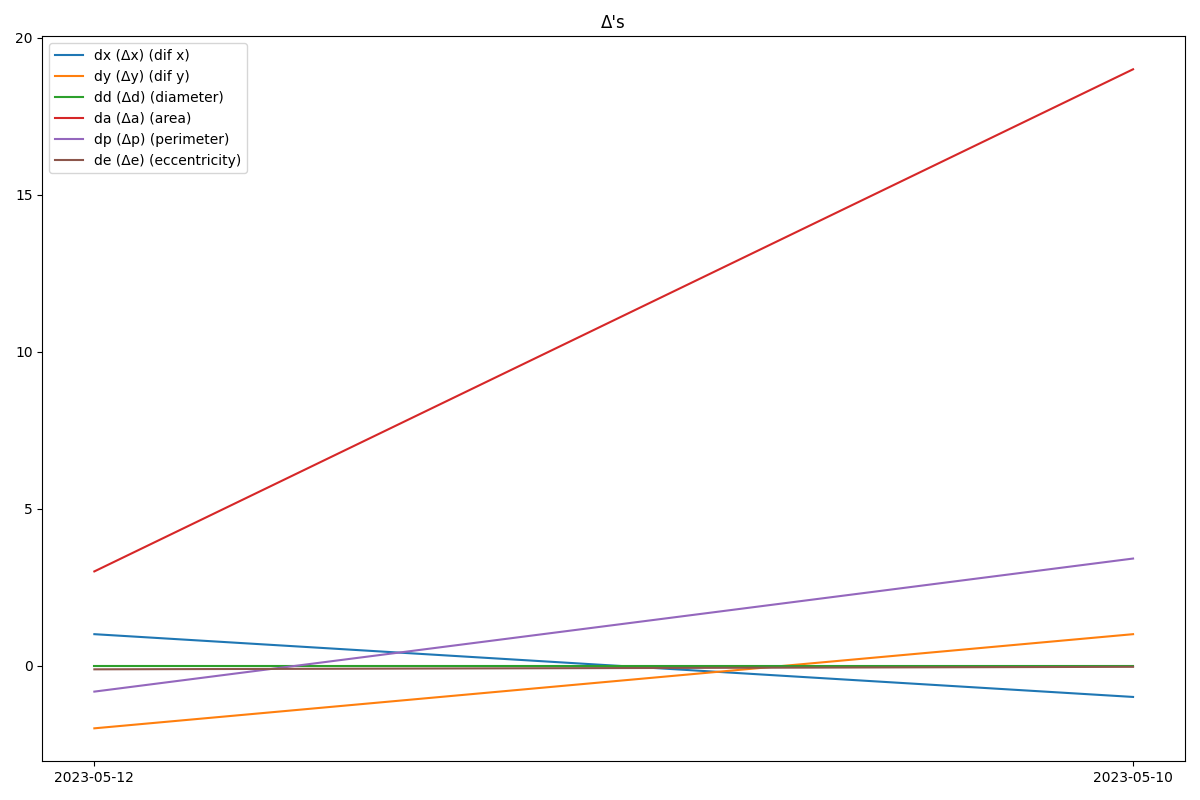 Δ's
dx (Δx) (dif x)
dy (Δy) (dif y)
dd (Δd) (diameter)
da (Δa) (area)
dp (Δp) (perimeter)
de (Δe) (eccentricity)
20
15
10
5
0
2023-05-12 2023-05-10